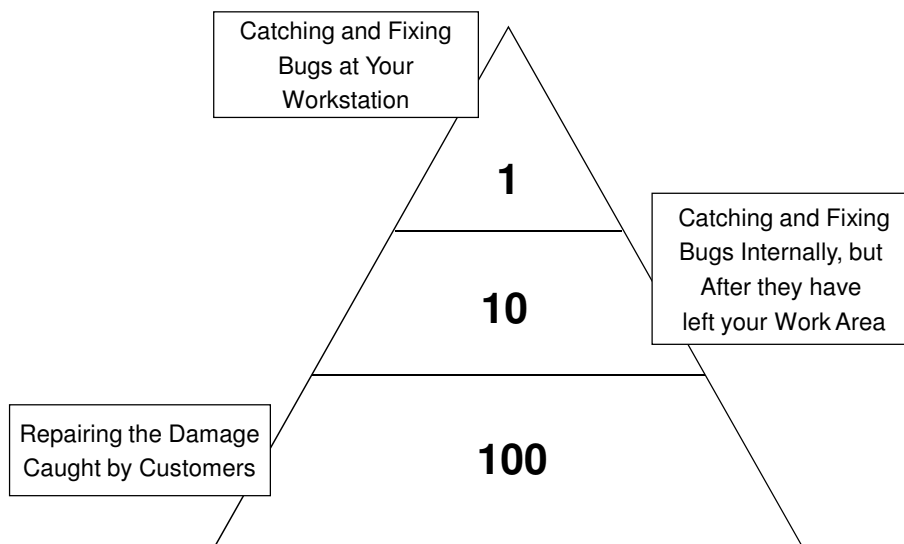 Catching and Fixing
Bugs at Your
Workstation
1
Catching and Fixing
Bugs Internally, but
After they have
left your Work Area
10
Repairing the Damage
Caught by Customers
100